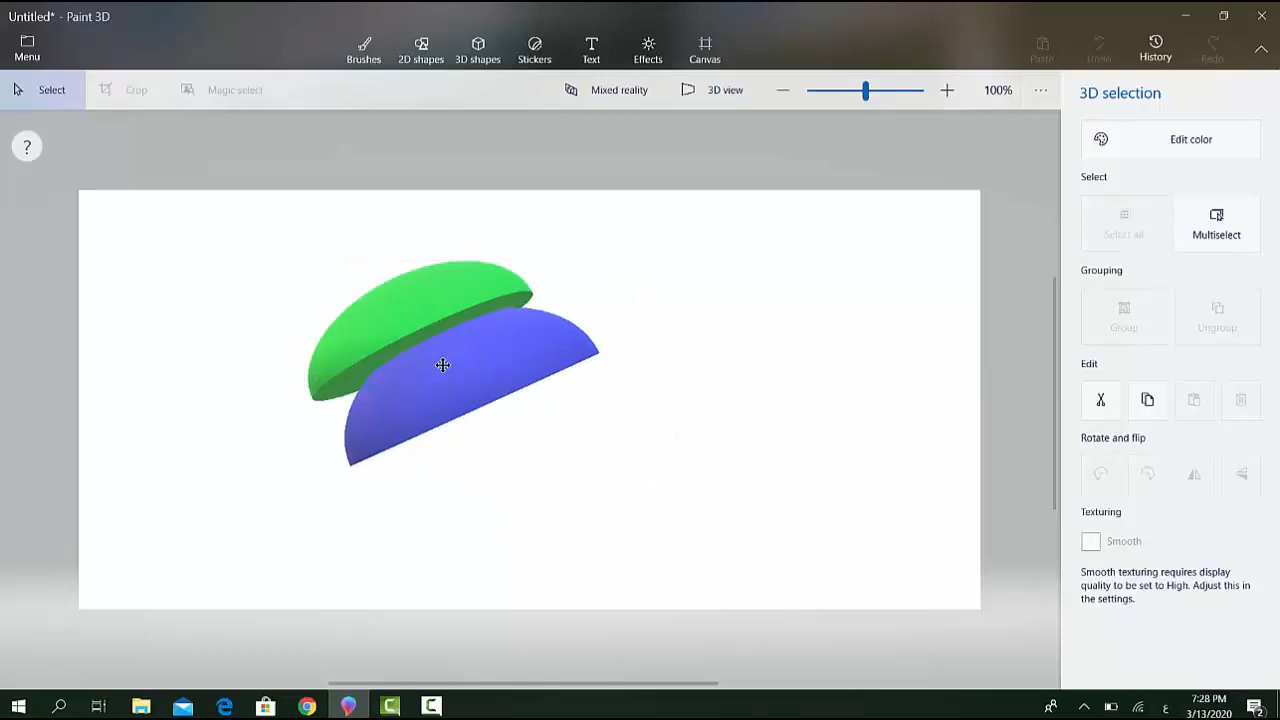 Untitled* - Paint 3D
Menu
Brushes
2D shapes
3D shapes
Stickers
Text
Effects
Canvas
Paste
Undo
History
Redo
Select
Crop
Magic select
Mixed reality
3D view
100%
?
3D selection
Edit color
Select
Select all
Multiselect
Grouping
Group
Ungroup
Edit
Rotate and flip
Texturing
Smooth
Smooth texturing requires display
quality to be set to High. Adjust this in
the settings.
7:28 PM
ع
3/13/2020
2